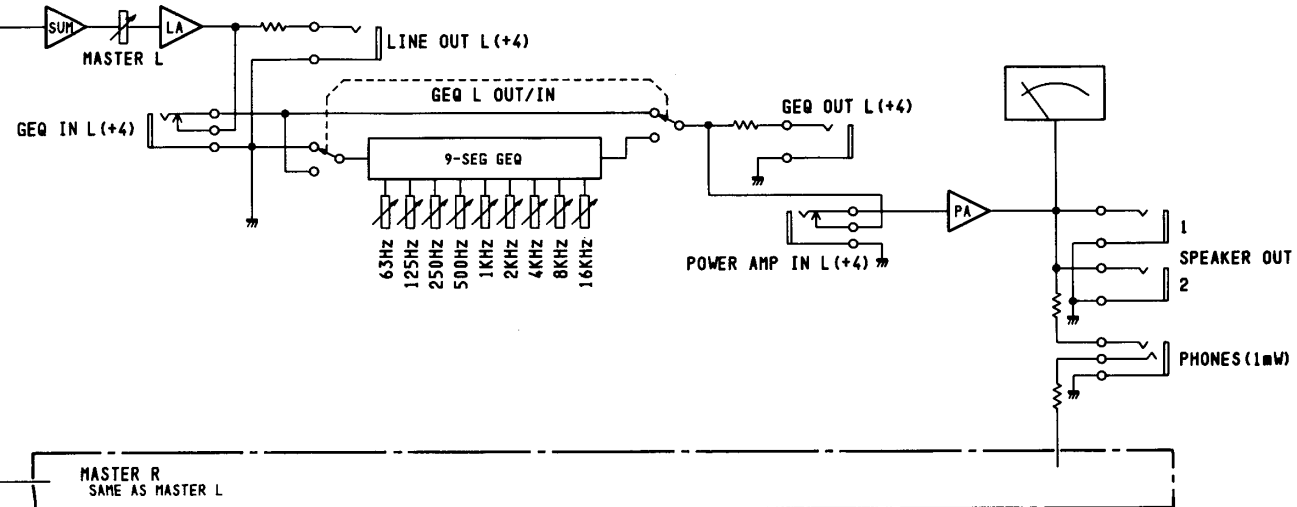 SUM
LA
MASTER L
LINE OUT L(+4)
GEQ L OUT/IN
GEQ IN L(+4)
9-SEG GEQ
GEQ OUT L(+4)
63Hz
125Hz
250Hz
500Hz
1KHz
2KHz
4KHz
8KHz
16KHz
POWER AMP IN L(+4)
PA
1
SPEAKER OUT
2
PHONES(1mW)
MASTER R
SAME AS MASTER L